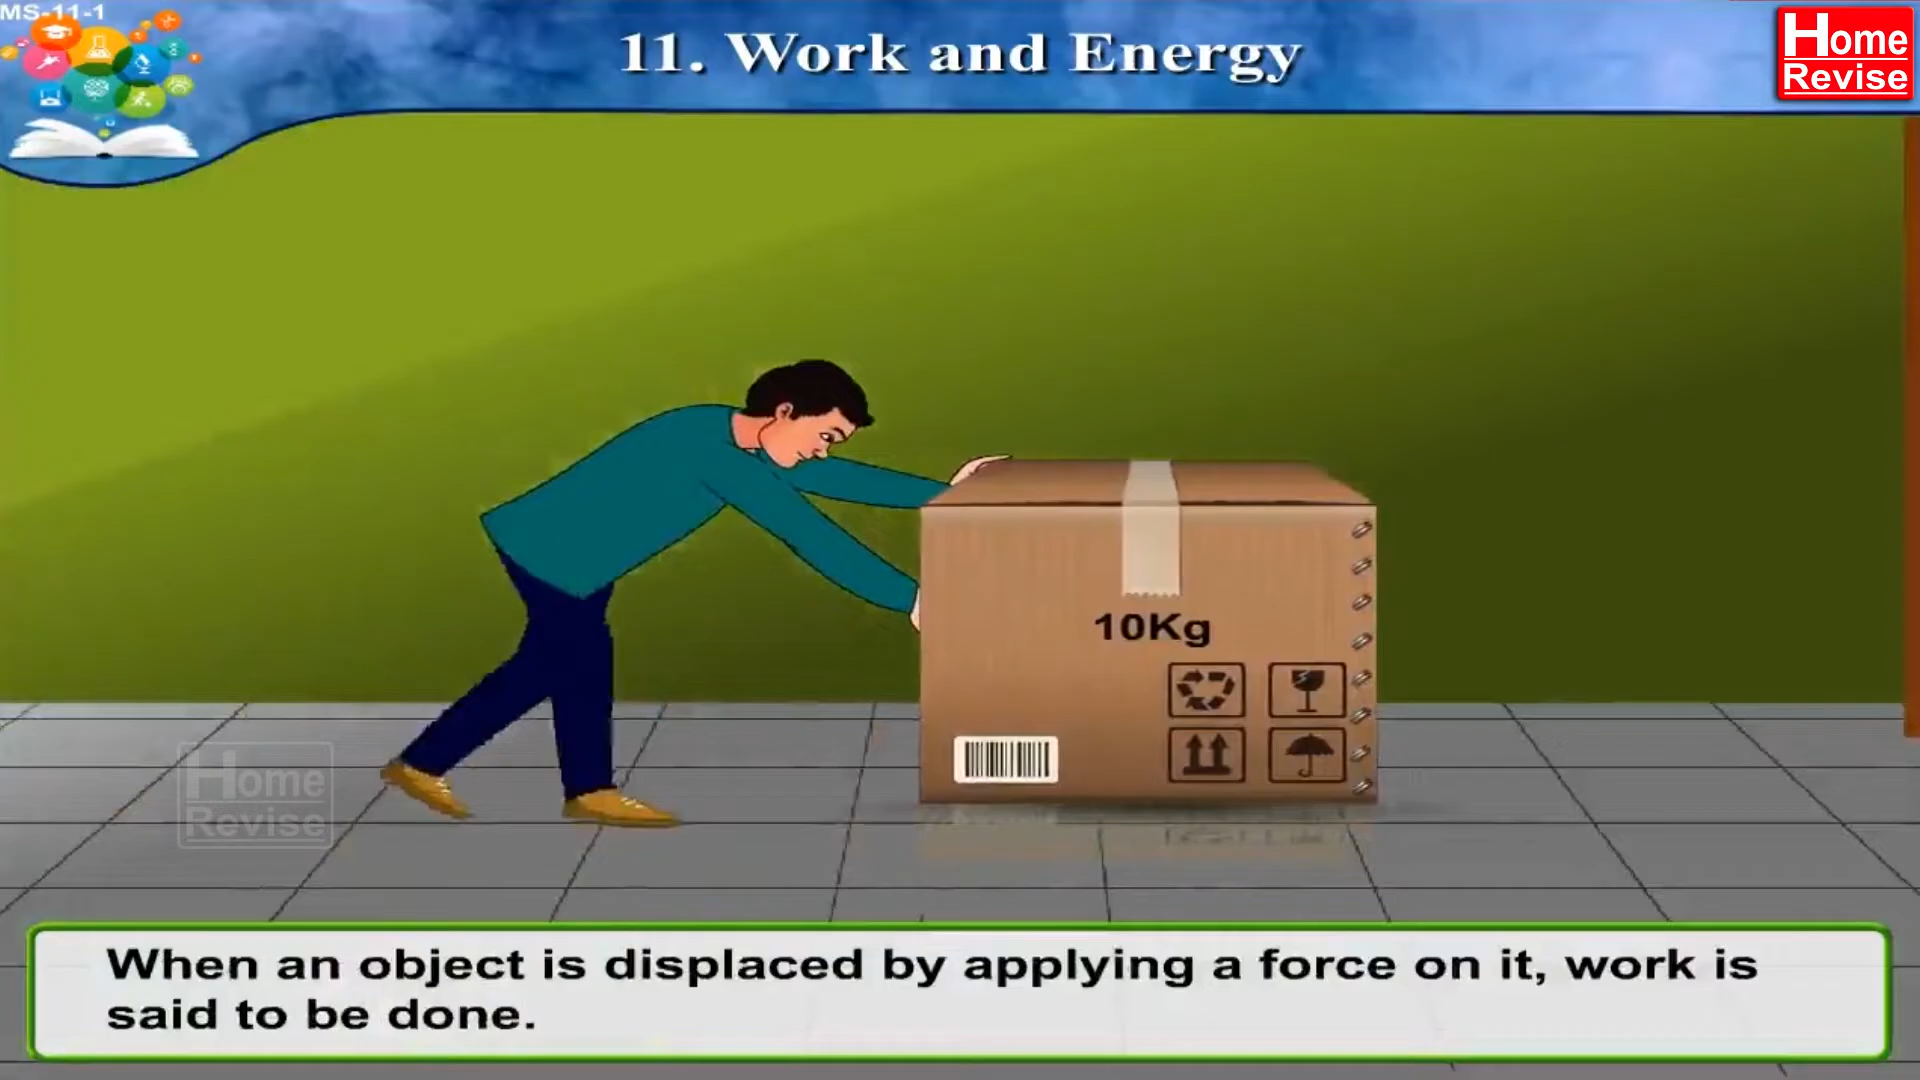 MS-11-1
11. Work and Energy
Home
Revise
10Kg
Home
Revise
When an object is displaced by applying a force on it, work is
said to be done.